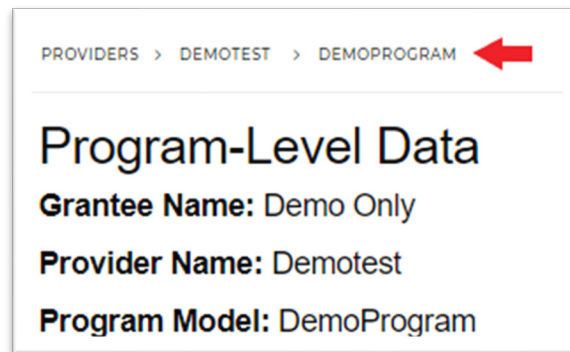 PROVIDERS > DEMOTEST > DEMOPROGRAM
Program-Level Data
Grantee Name: Demo Only
Provider Name: Demotest
Program Model: DemoProgram